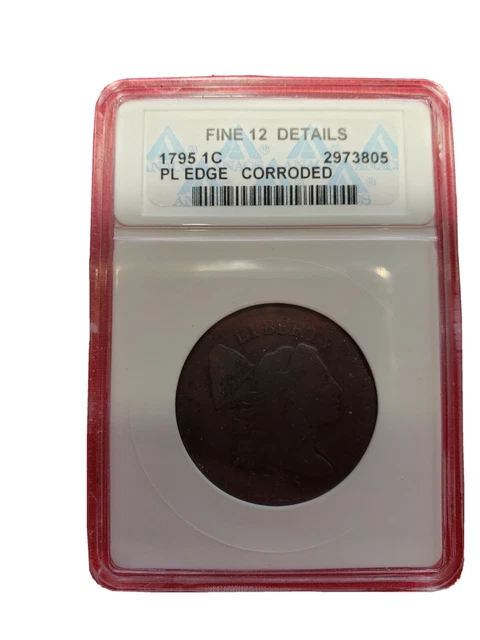 FINE 12 DETAILS
1795 1C 2973805
PL EDGE CORRODED
LIBERTY